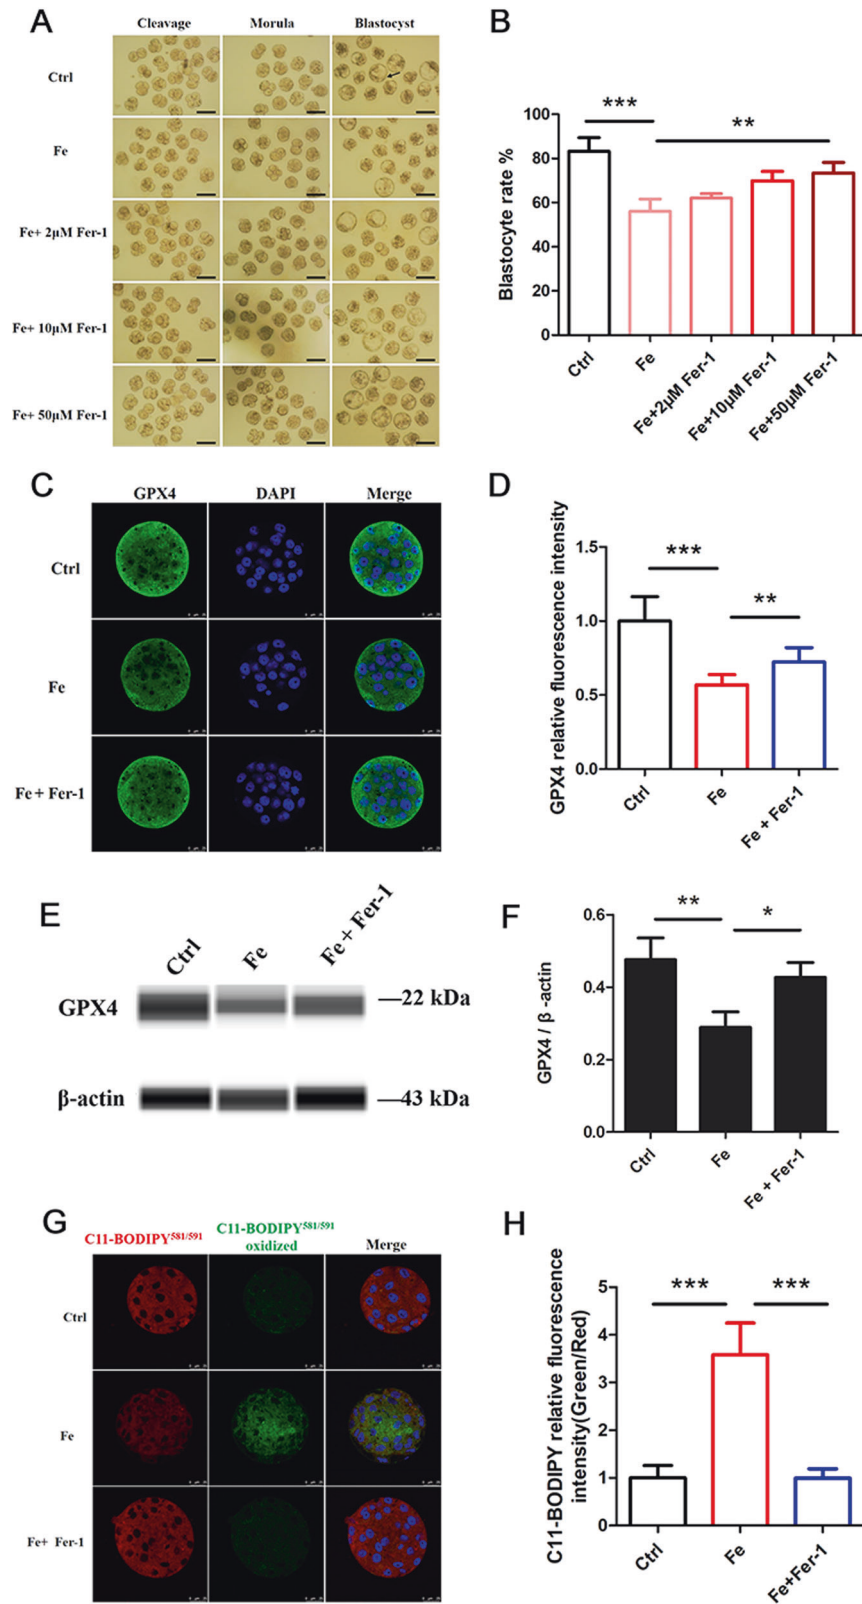 A
Cleavage Morula Blastocyst
Ctrl
Fe
Fe+ 2μM Fer-1
Fe+ 10μM Fer-1
Fe+ 50μM Fer-1
B
Blastocyte rate %
100
80
60
40
20
0
*** **
Ctrl
Fe
Fe+2μM Fer-1
Fe+10μM Fer-1
Fe+50μM Fer-1
C
GPX4 DAPI Merge
Ctrl
Fe
Fe + Fer-1
D
GPX4 relative fluorescence intensity
1.5
1.0
0.5
0.0
*** **
Ctrl
Fe
Fe + Fer-1
E
Ctrl Fe Fe + Fer-1
GPX4 —22 kDa
β-actin —43 kDa
F
GPX4 / β -actin
0.6
0.4
0.2
0.0
** *
Ctrl
Fe
Fe + Fer-1
G
C11-BODIPY581/591 C11-BODIPY581/591 oxidized Merge
Ctrl
Fe
Fe+ Fer-1
H
C11-BODIPY relative fluorescence
intensity(Green/Red)
5
4
3
2
1
0
*** ***
Ctrl
Fe
Fe+Fer-1